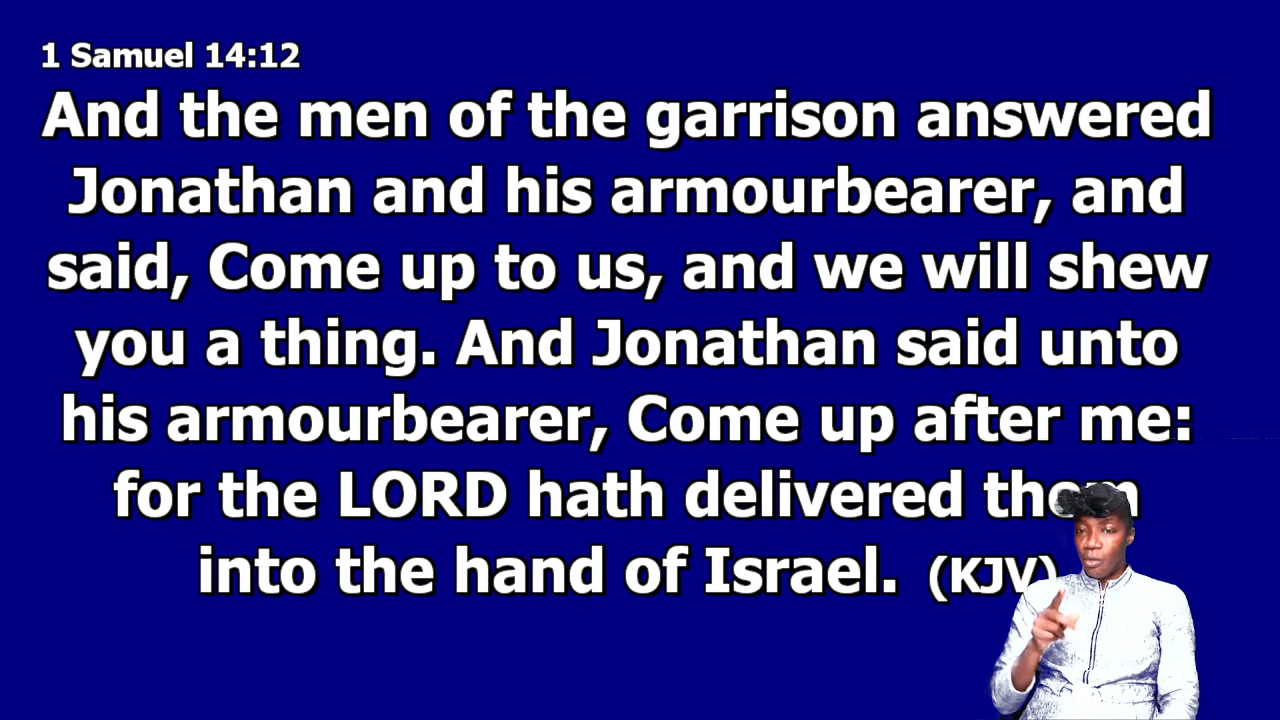 1 Samuel 14:12
And the men of the garrison answered
Jonathan and his armourbearer, and
said, Come up to us, and we will shew
you a thing. And Jonathan said unto
his armourbearer, Come up after me:
for the LORD hath delivered them
into the hand of Israel. (KJV)